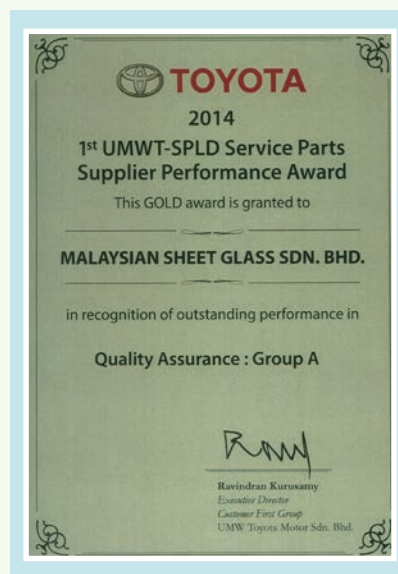 TOYOTA
2014
1st UMWT-SPLD Service Parts
Supplier Performance Award
This GOLD award is granted to
MALAYSIAN SHEET GLASS SDN. BHD.
in recognition of outstanding performance in
Quality Assurance : Group A
Ravindran Kurusamy
Executive Director
Customer First Group
UMW Toyota Motor Sdn. Bhd.